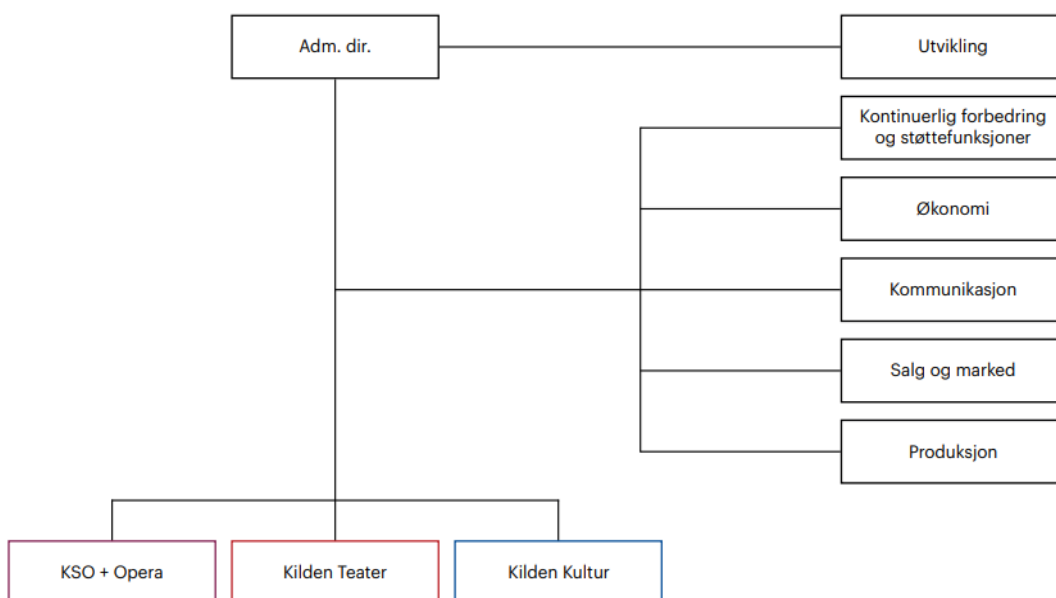 Adm. dir.
Utvikling
Kontinuerlig forbedring
og støttefunksjoner
Økonomi
Kommunikasjon
Salg og marked
Produksjon
KSO + Opera
Kilden Teater
Kilden Kultur